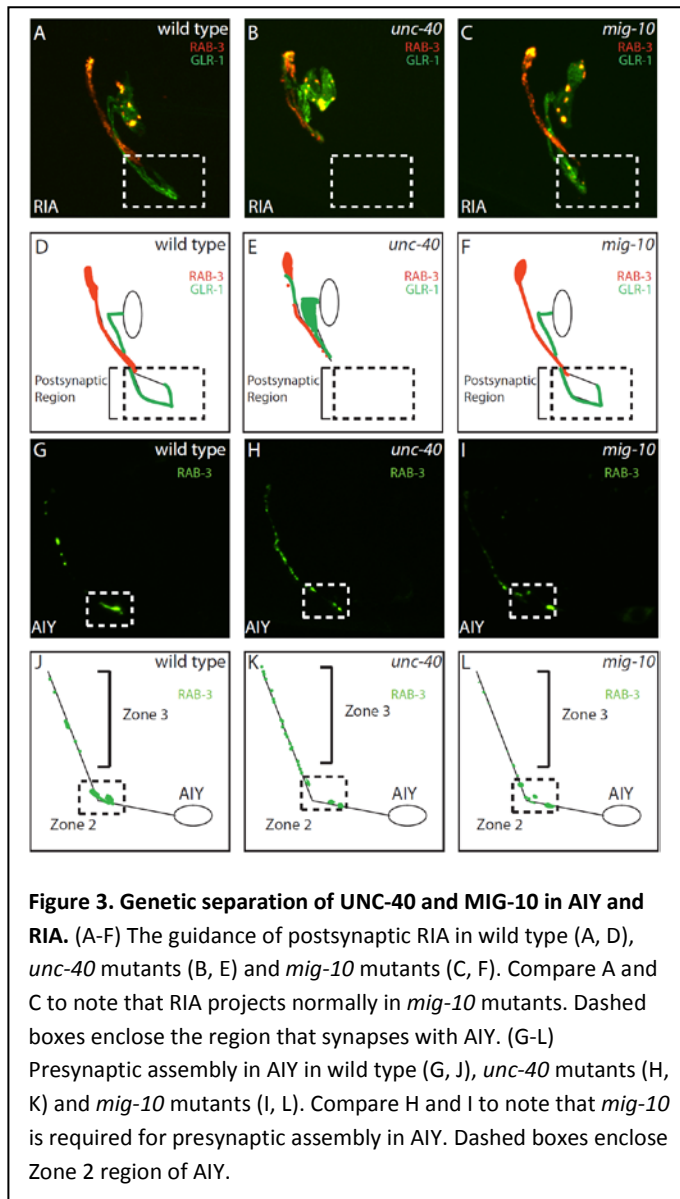 A wild type
RAB-3
GLR-1
RIA
B unc-40
RAB-3
GLR-1
C mig-10
RAB-3
GLR-1
RIA
D wild type
RAB-3
GLR-1
Postsynaptic
Region
E unc-40
RAB-3
GLR-1
Postsynaptic
Region
F mig-10
RAB-3
GLR-1
Postsynaptic
Region
G wild type
RAB-3
AIY
H unc-40
RAB-3
AIY
I mig-10
RAB-3
AIY
J wild type
RAB-3
Zone 3
AIY
Zone 2
K unc-40
RAB-3
Zone 3
AIY
Zone 2
L mig-10
RAB-3
Zone 3
AIY
Zone 2
Figure 3. Genetic separation of UNC-40 and MIG-10 in AIY and
RIA. (A-F) The guidance of postsynaptic RIA in wild type (A, D),
unc-40 mutants (B, E) and mig-10 mutants (C, F). Compare A and
C to note that RIA projects normally in mig-10 mutants. Dashed
boxes enclose the region that synapses with AIY. (G-L)
Presynaptic assembly in AIY in wild type (G, J), unc-40 mutants (H,
K) and mig-10 mutants (I, L). Compare H and I to note that mig-10
is required for presynaptic assembly in AIY. Dashed boxes enclose
Zone 2 region of AIY.